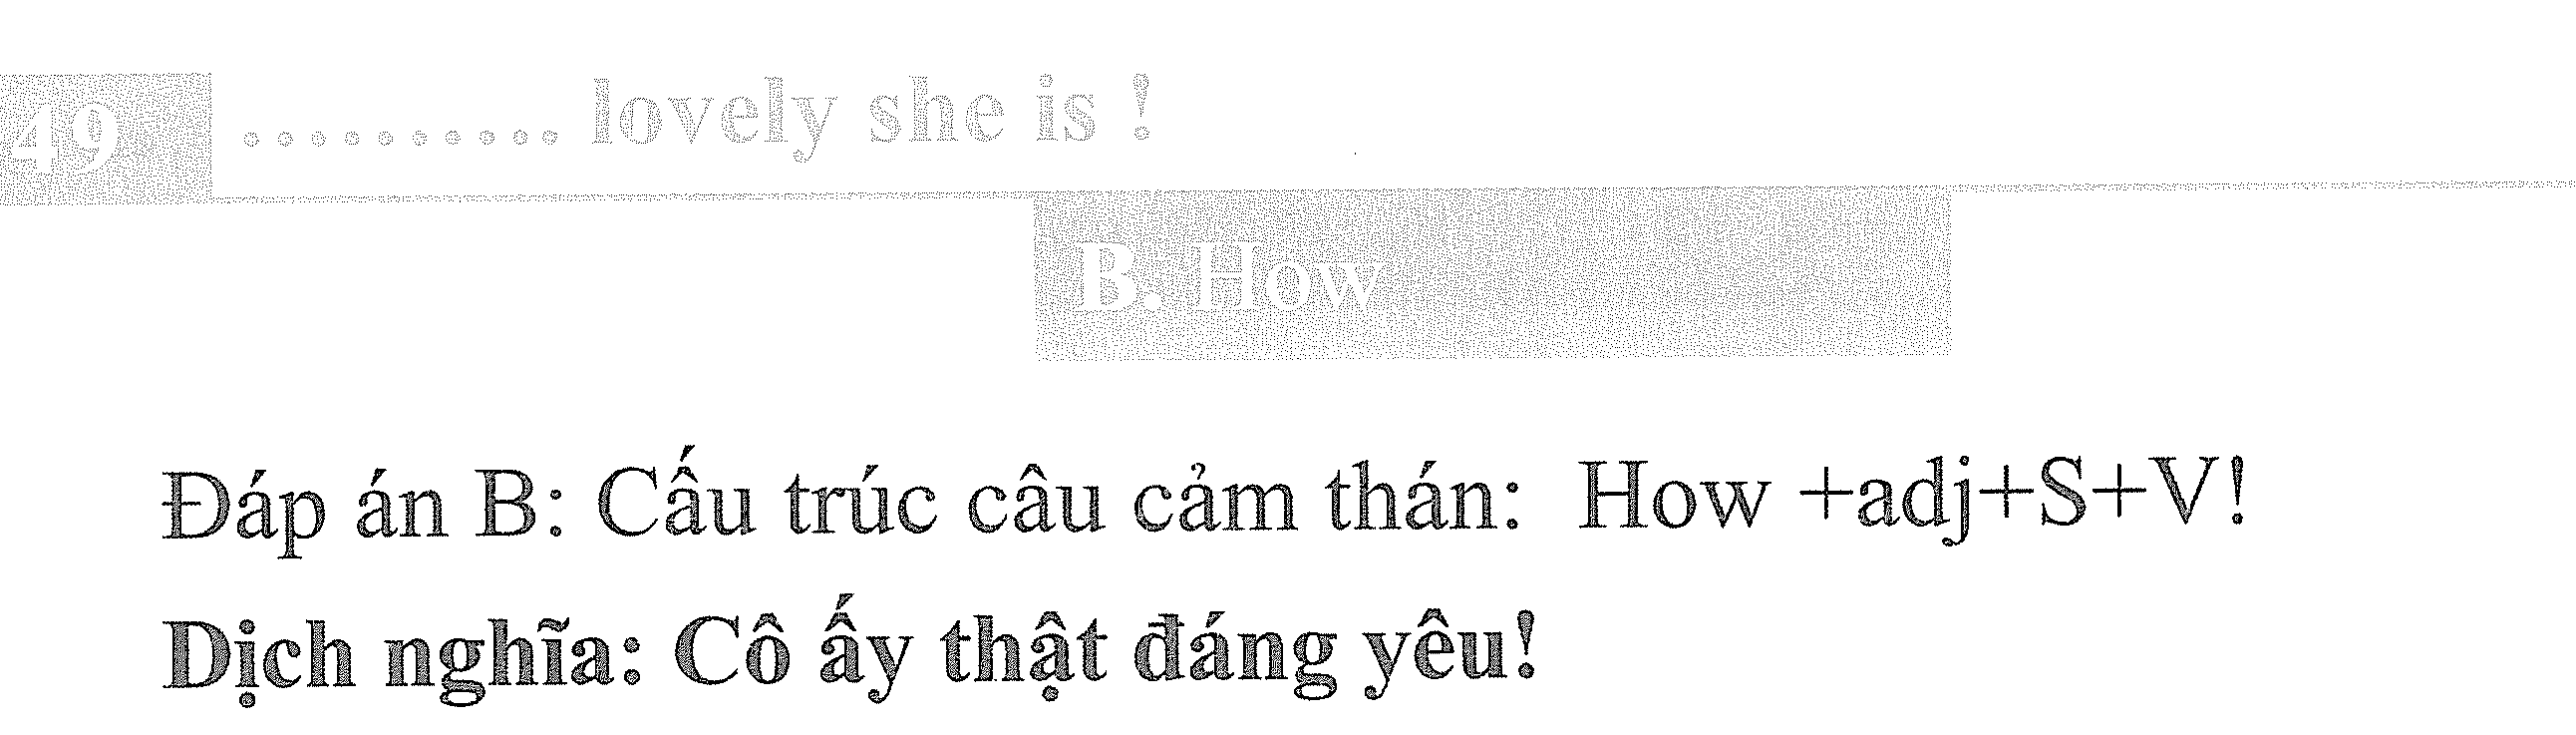 49 .......... lovely she is !
B. How
Đáp án B: Cấu trúc câu cảm thán: How +adj+S+V!
Dịch nghĩa: Cô ấy thật đáng yêu!